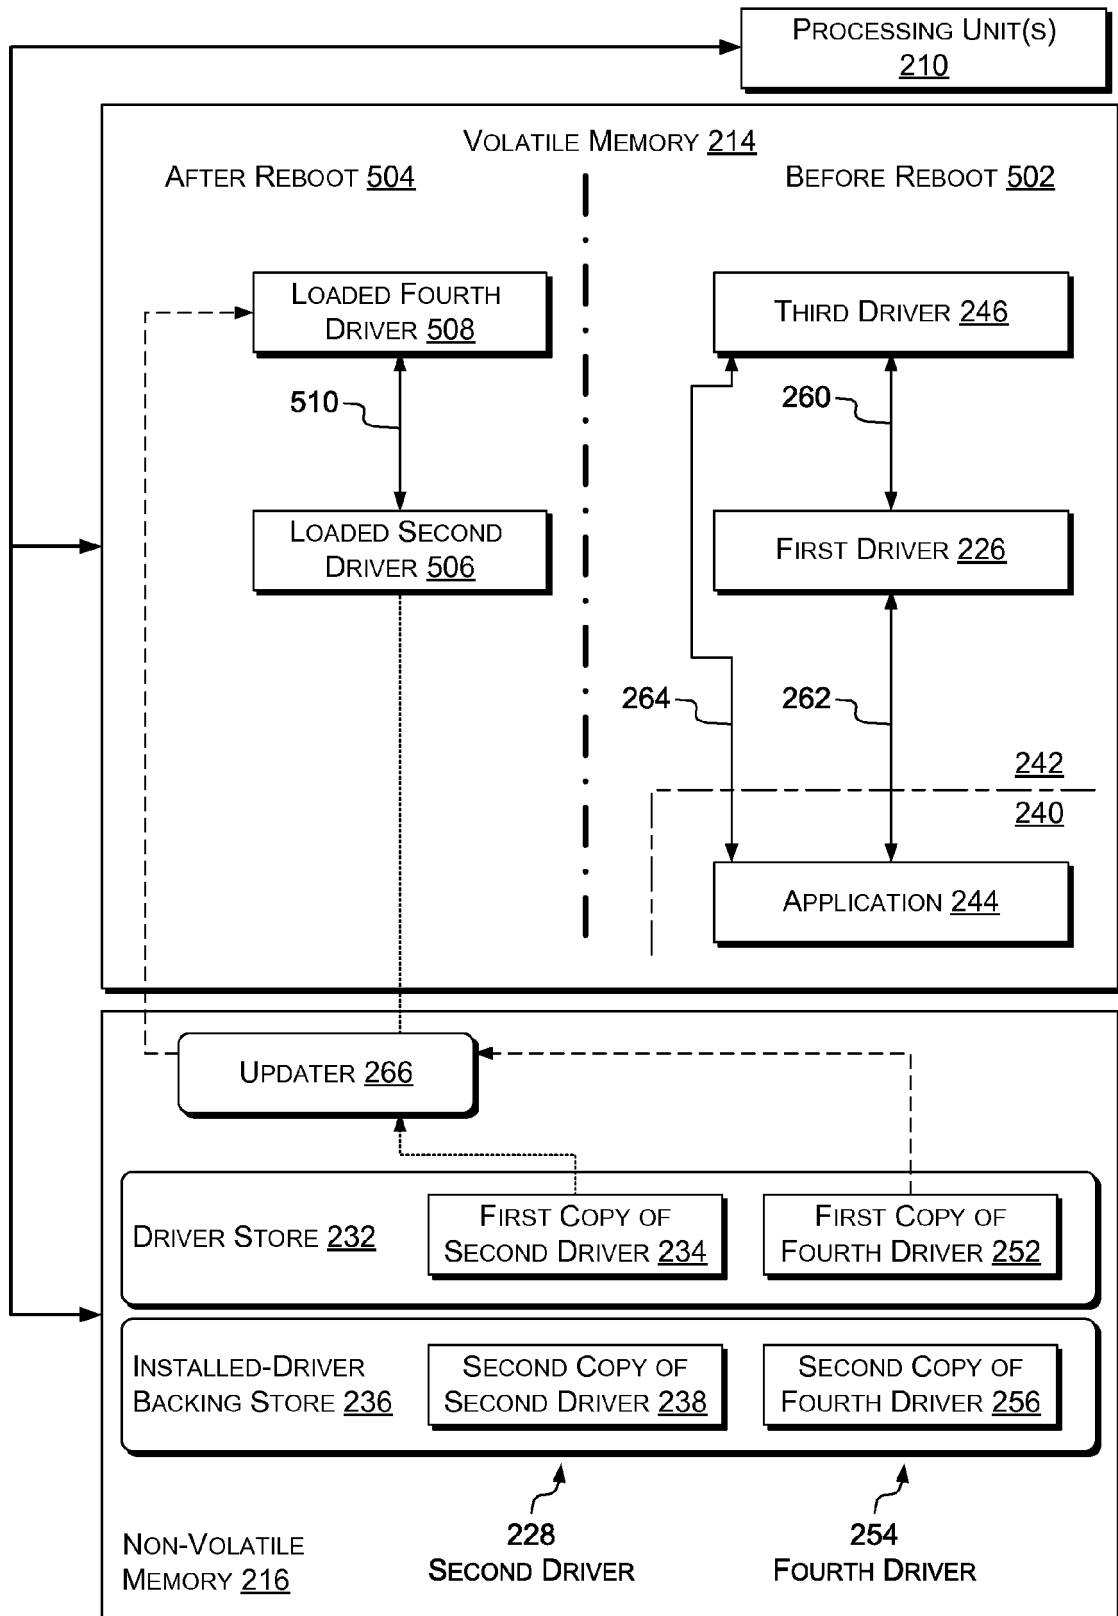 PROCESSING UNIT(S)
210
VOLATILE MEMORY 214
AFTER REBOOT 504
BEFORE REBOOT 502
LOADED FOURTH
DRIVER 508
THIRD DRIVER 246
510
260
LOADED SECOND
DRIVER 506
FIRST DRIVER 226
264
262
242
240
APPLICATION 244
UPDATER 266
DRIVER STORE 232
FIRST COPY OF
SECOND DRIVER 234
FIRST COPY OF
FOURTH DRIVER 252
INSTALLED-DRIVER
BACKING STORE 236
SECOND COPY OF
SECOND DRIVER 238
SECOND COPY OF
FOURTH DRIVER 256
228
SECOND DRIVER
254
FOURTH DRIVER
NON-VOLATILE
MEMORY 216